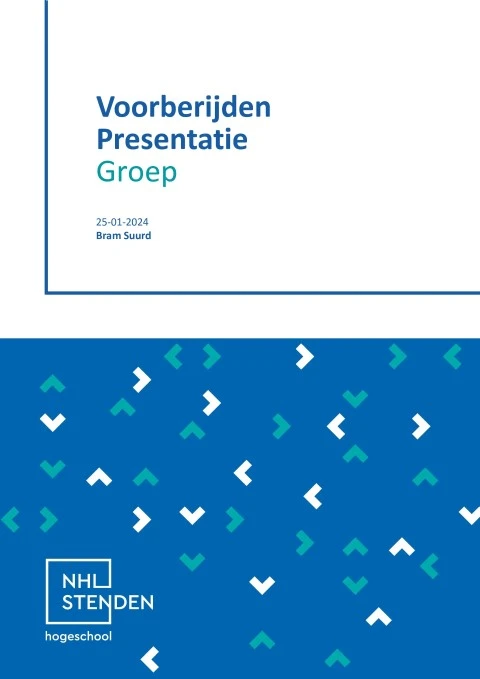 Voorberijden
Presentatie
Groep
25-01-2024
Bram Suurd
NHL
STENDEN
hogeschool